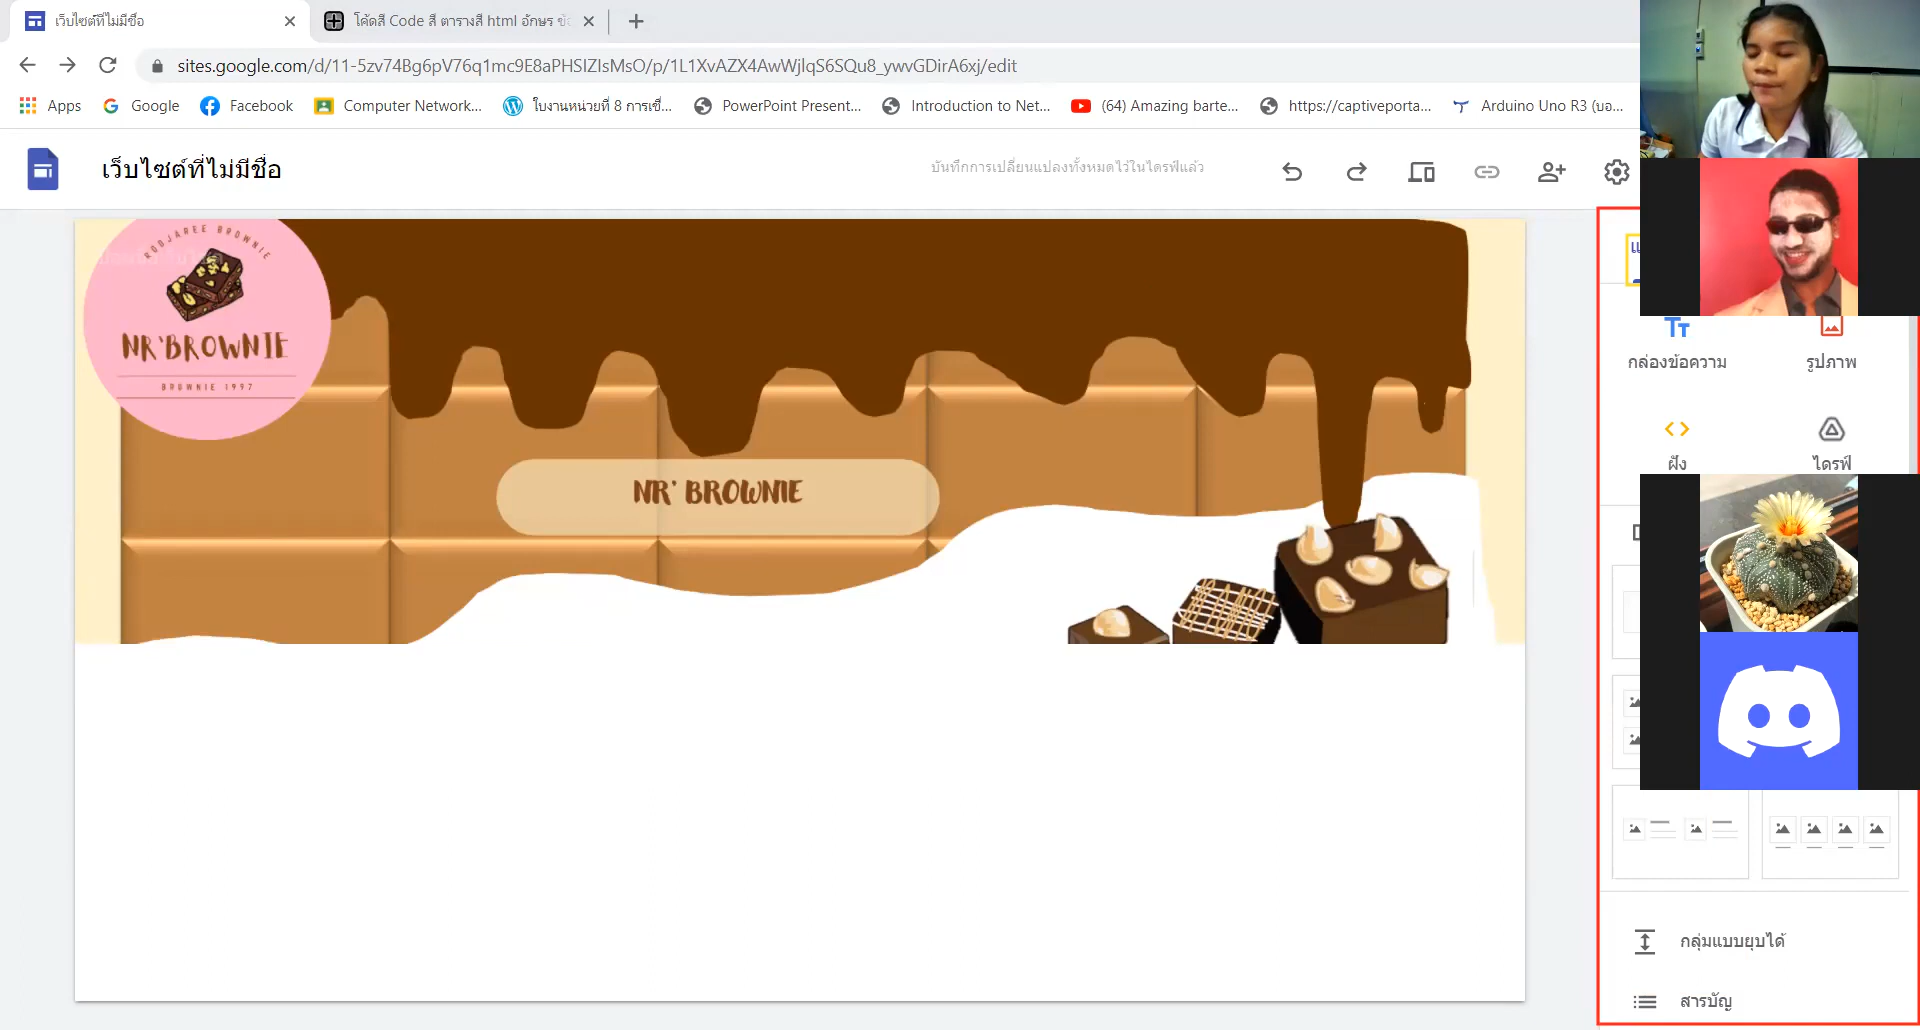 เว็บไซต์ที่ไม่มีชื่อ
โค้ดสี Code สี ตารางสี html อักษร
sites.google.com/d/11-5zv74Bg6pV76q1mc9E8aPHSIZIsMsO/p/1L1XvAZX4AwWjlqS6SQu8_ywvGDirA6xj/edit
Apps
Google
Facebook
Computer Network...
ใบงานหน่วยที่ 8 การเชื่...
PowerPoint Present...
Introduction to Net...
(64) Amazing barte...
https://captiveporta...
Arduino Uno R3 (บอ...
เว็บไซต์ที่ไม่มีชื่อ
บันทึกการเปลี่ยนแปลงทั้งหมดไว้ในไดรฟ์แล้ว
RODJAREE BROWNIE
NR'BROWNIE
BROWNIE 1997
NR' BROWNIE
กล่องข้อความ
รูปภาพ
ฝัง
ไดรฟ์
กลุ่มแบบยุบได้
สารบัญ